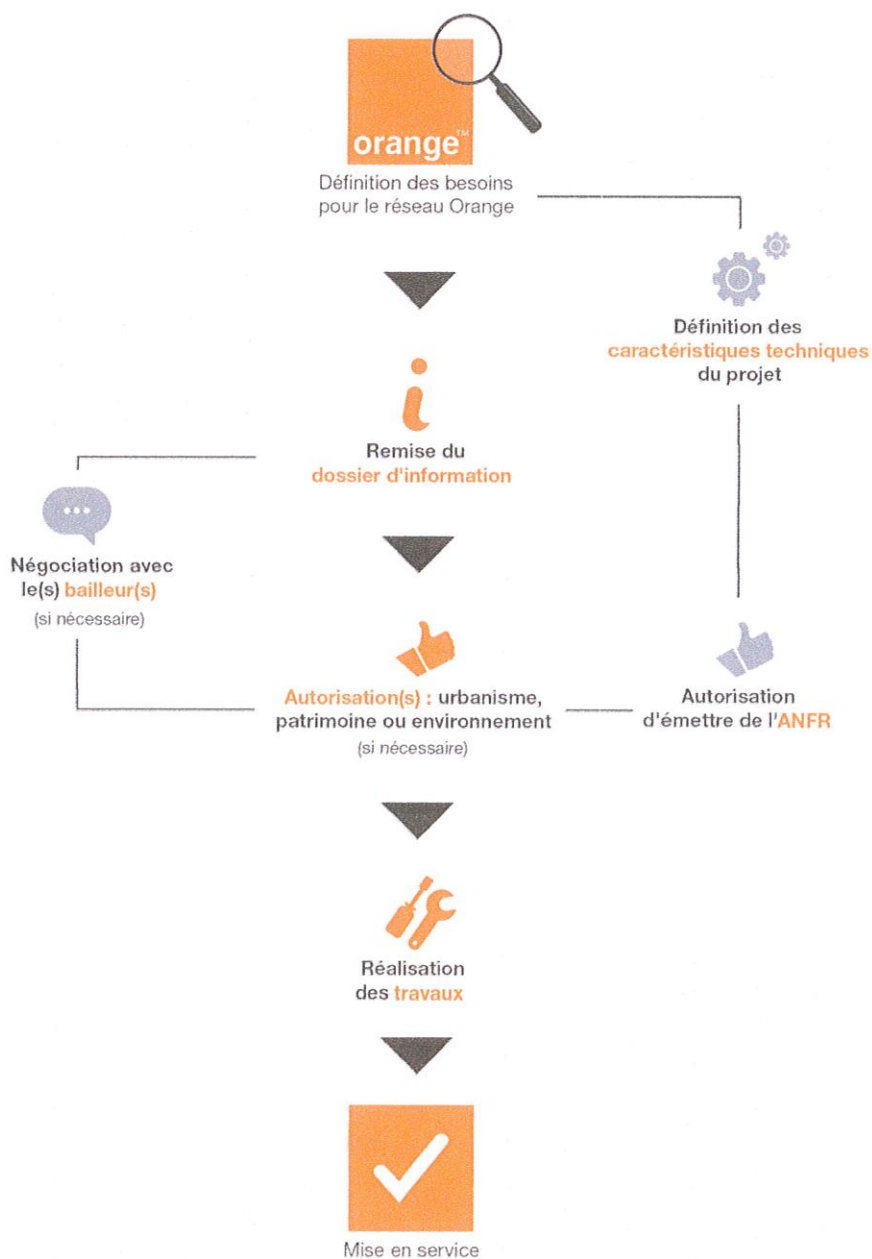 orange™
Définition des besoins
pour le réseau Orange
Définition des
caractéristiques techniques
du projet
Remise du
dossier d'information
Négociation avec
le(s) bailleur(s)
(si nécessaire)
Autorisation(s) : urbanisme,
patrimoine ou environnement
(si nécessaire)
Autorisation
d'émettre de l'ANFR
Réalisation
des travaux
Mise en service